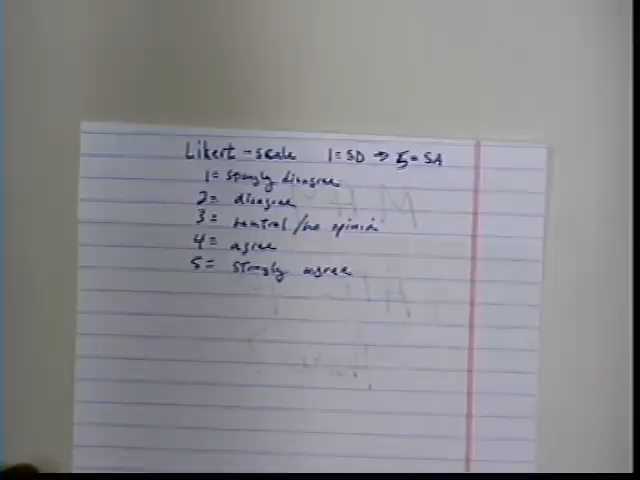 Likert-scale 1=SD → 5=SA
1= strongly disagree
2= disagree
3= neutral/no opinion
4= agree
5= strongly agree